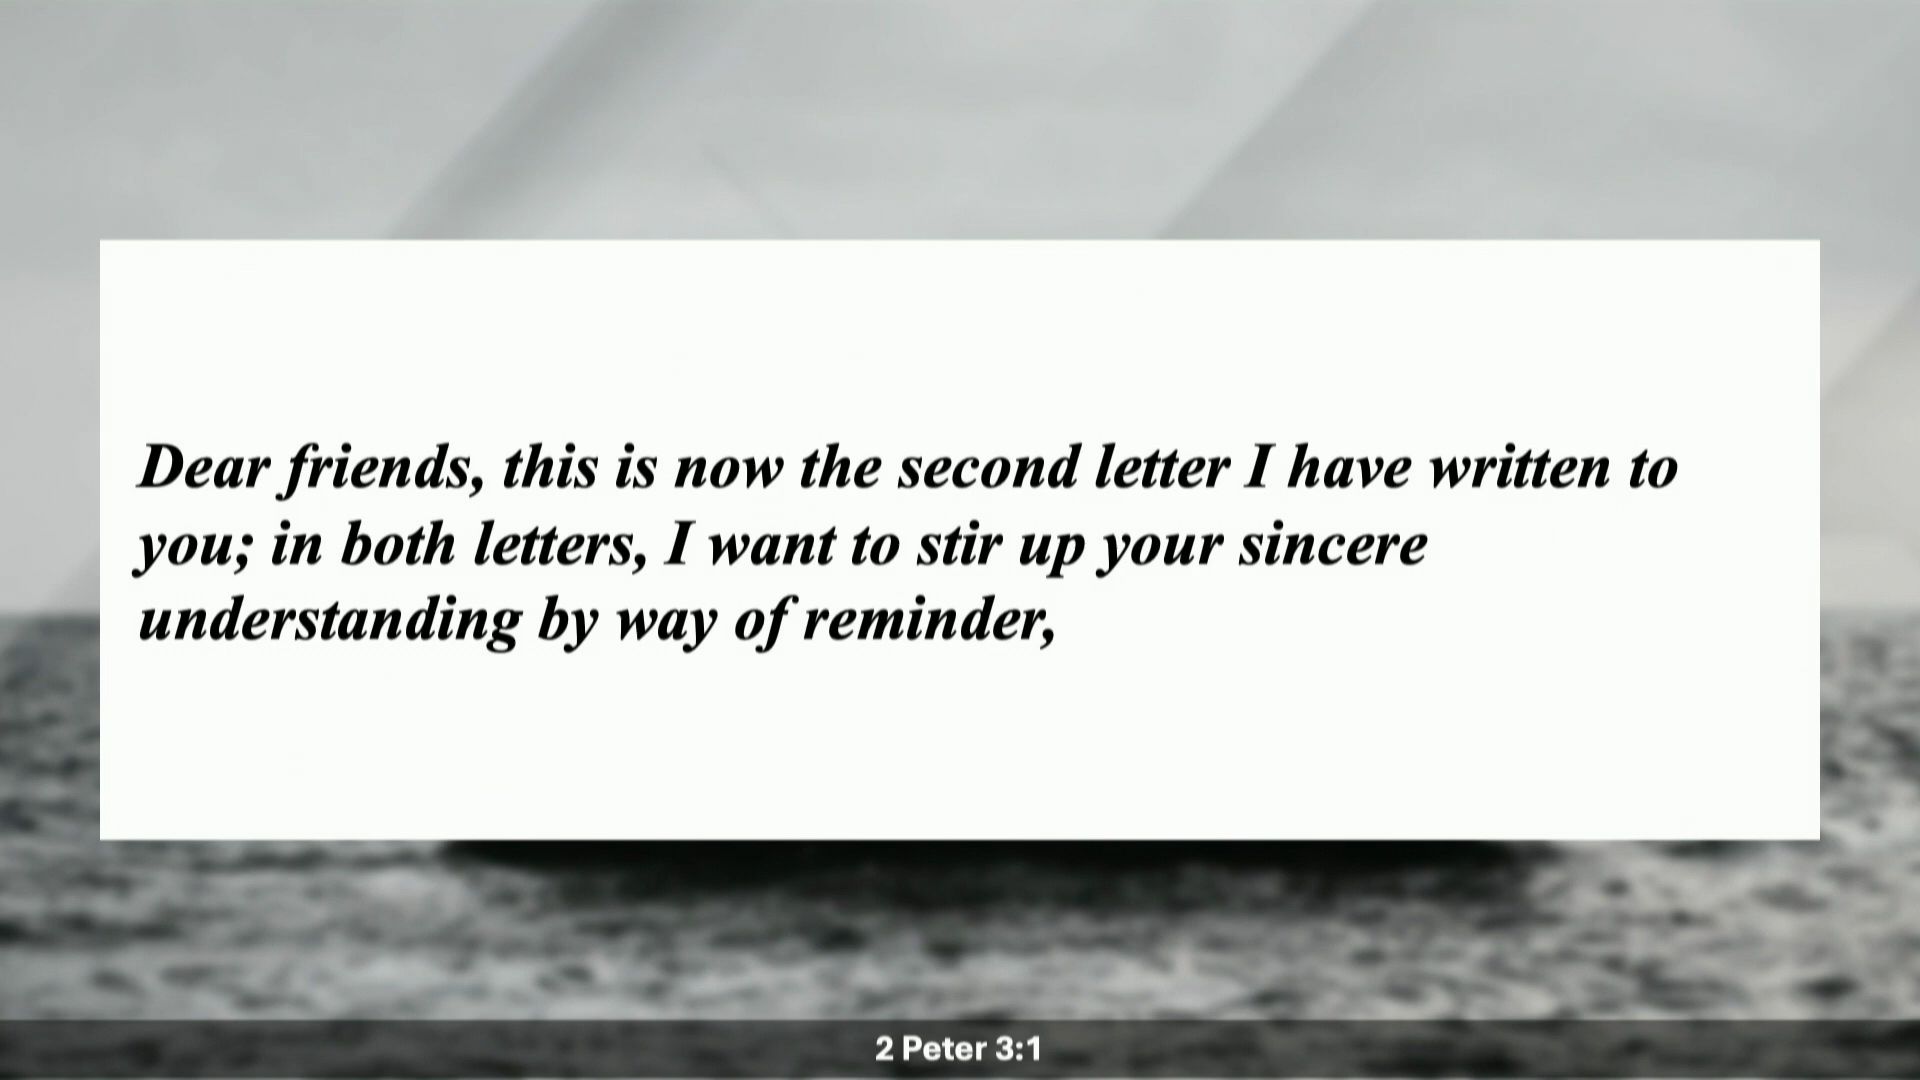 Dear friends, this is now the second letter I have written to
you; in both letters, I want to stir up your sincere
understanding by way of reminder,
2 Peter 3:1